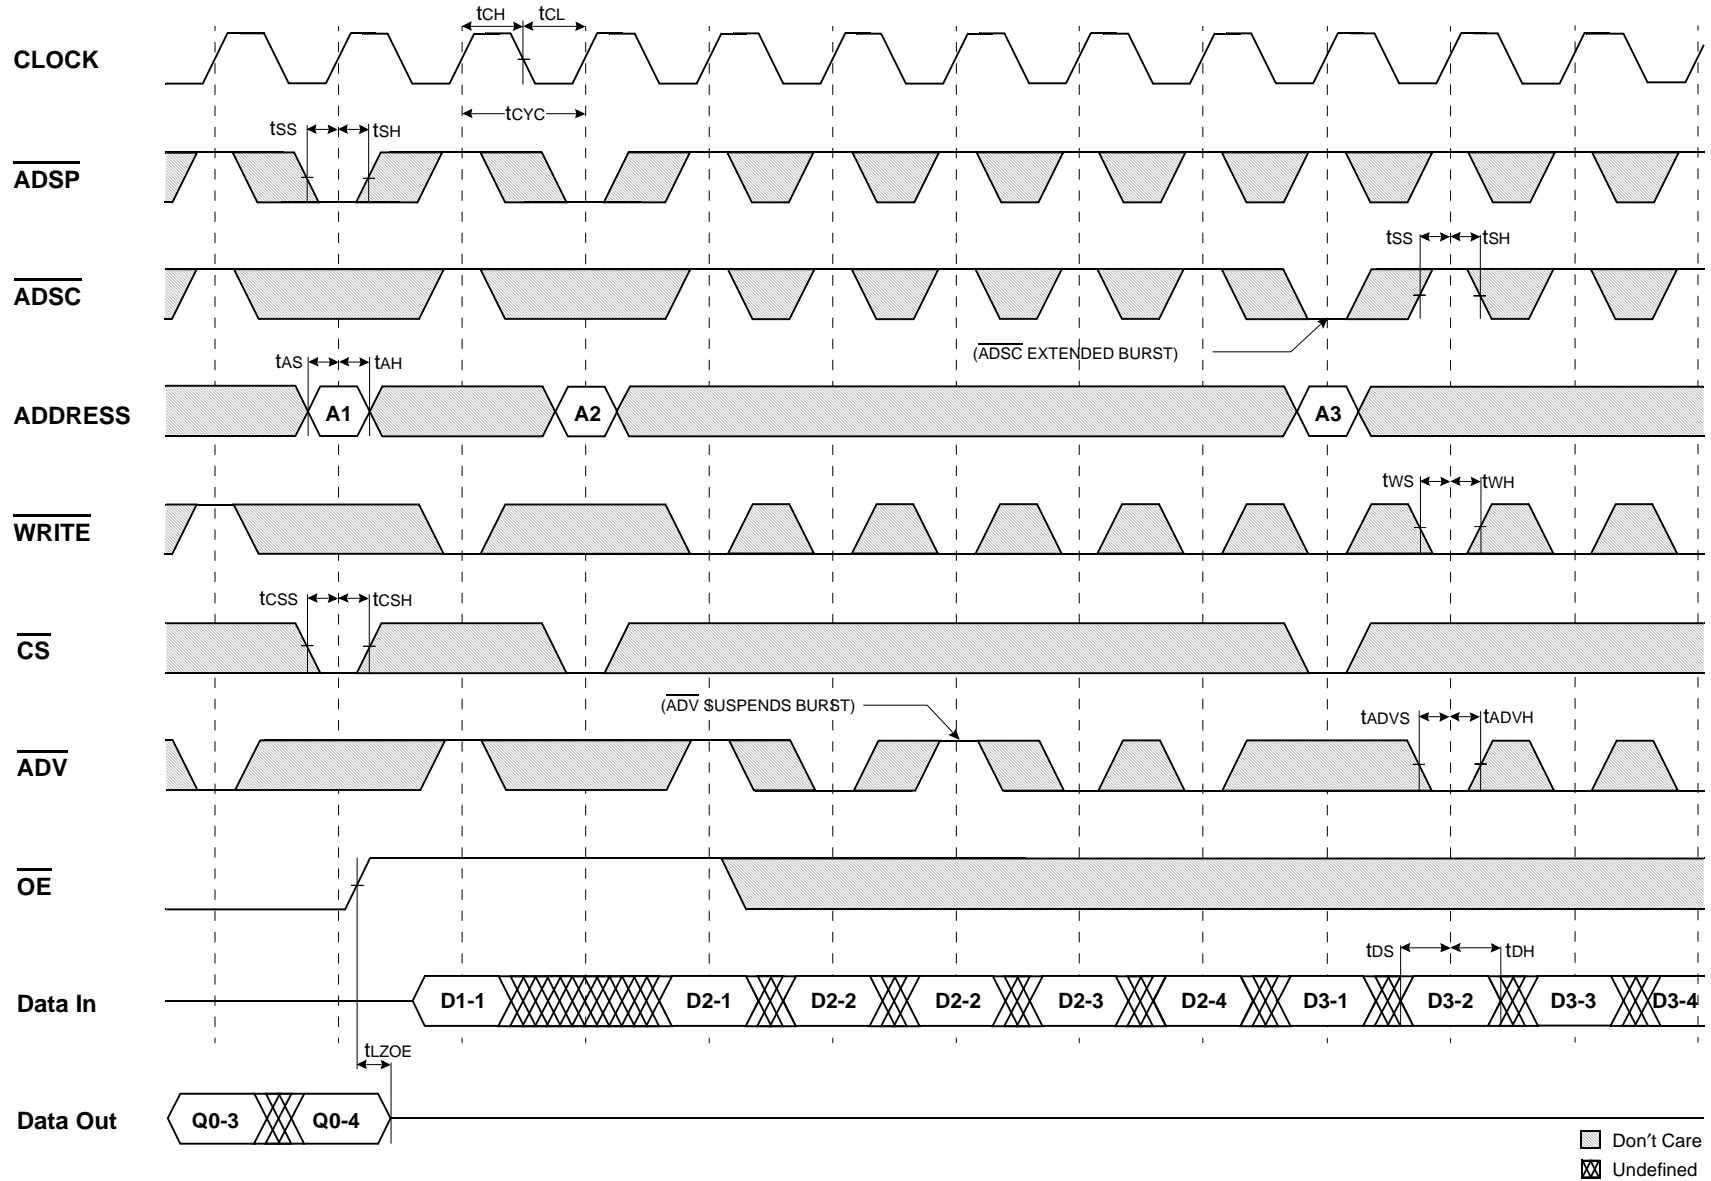 tCH tCL
CLOCK
tCYC
tSS tSH
ADSP
tSS tSH
ADSC
(ADSC EXTENDED BURST)
tAS tAH
ADDRESS A1 A2 A3
tWS tWH
WRITE
tCSS tCSH
CS
(ADV SUSPENDS BURST)
tADVS tADVH
ADV
OE
tDS tDH
Data In D1-1 D2-1 D2-2 D2-2 D2-3 D2-4 D3-1 D3-2 D3-3 D3-4
tLZOE
Data Out Q0-3 Q0-4
Don′t Care
Undefined